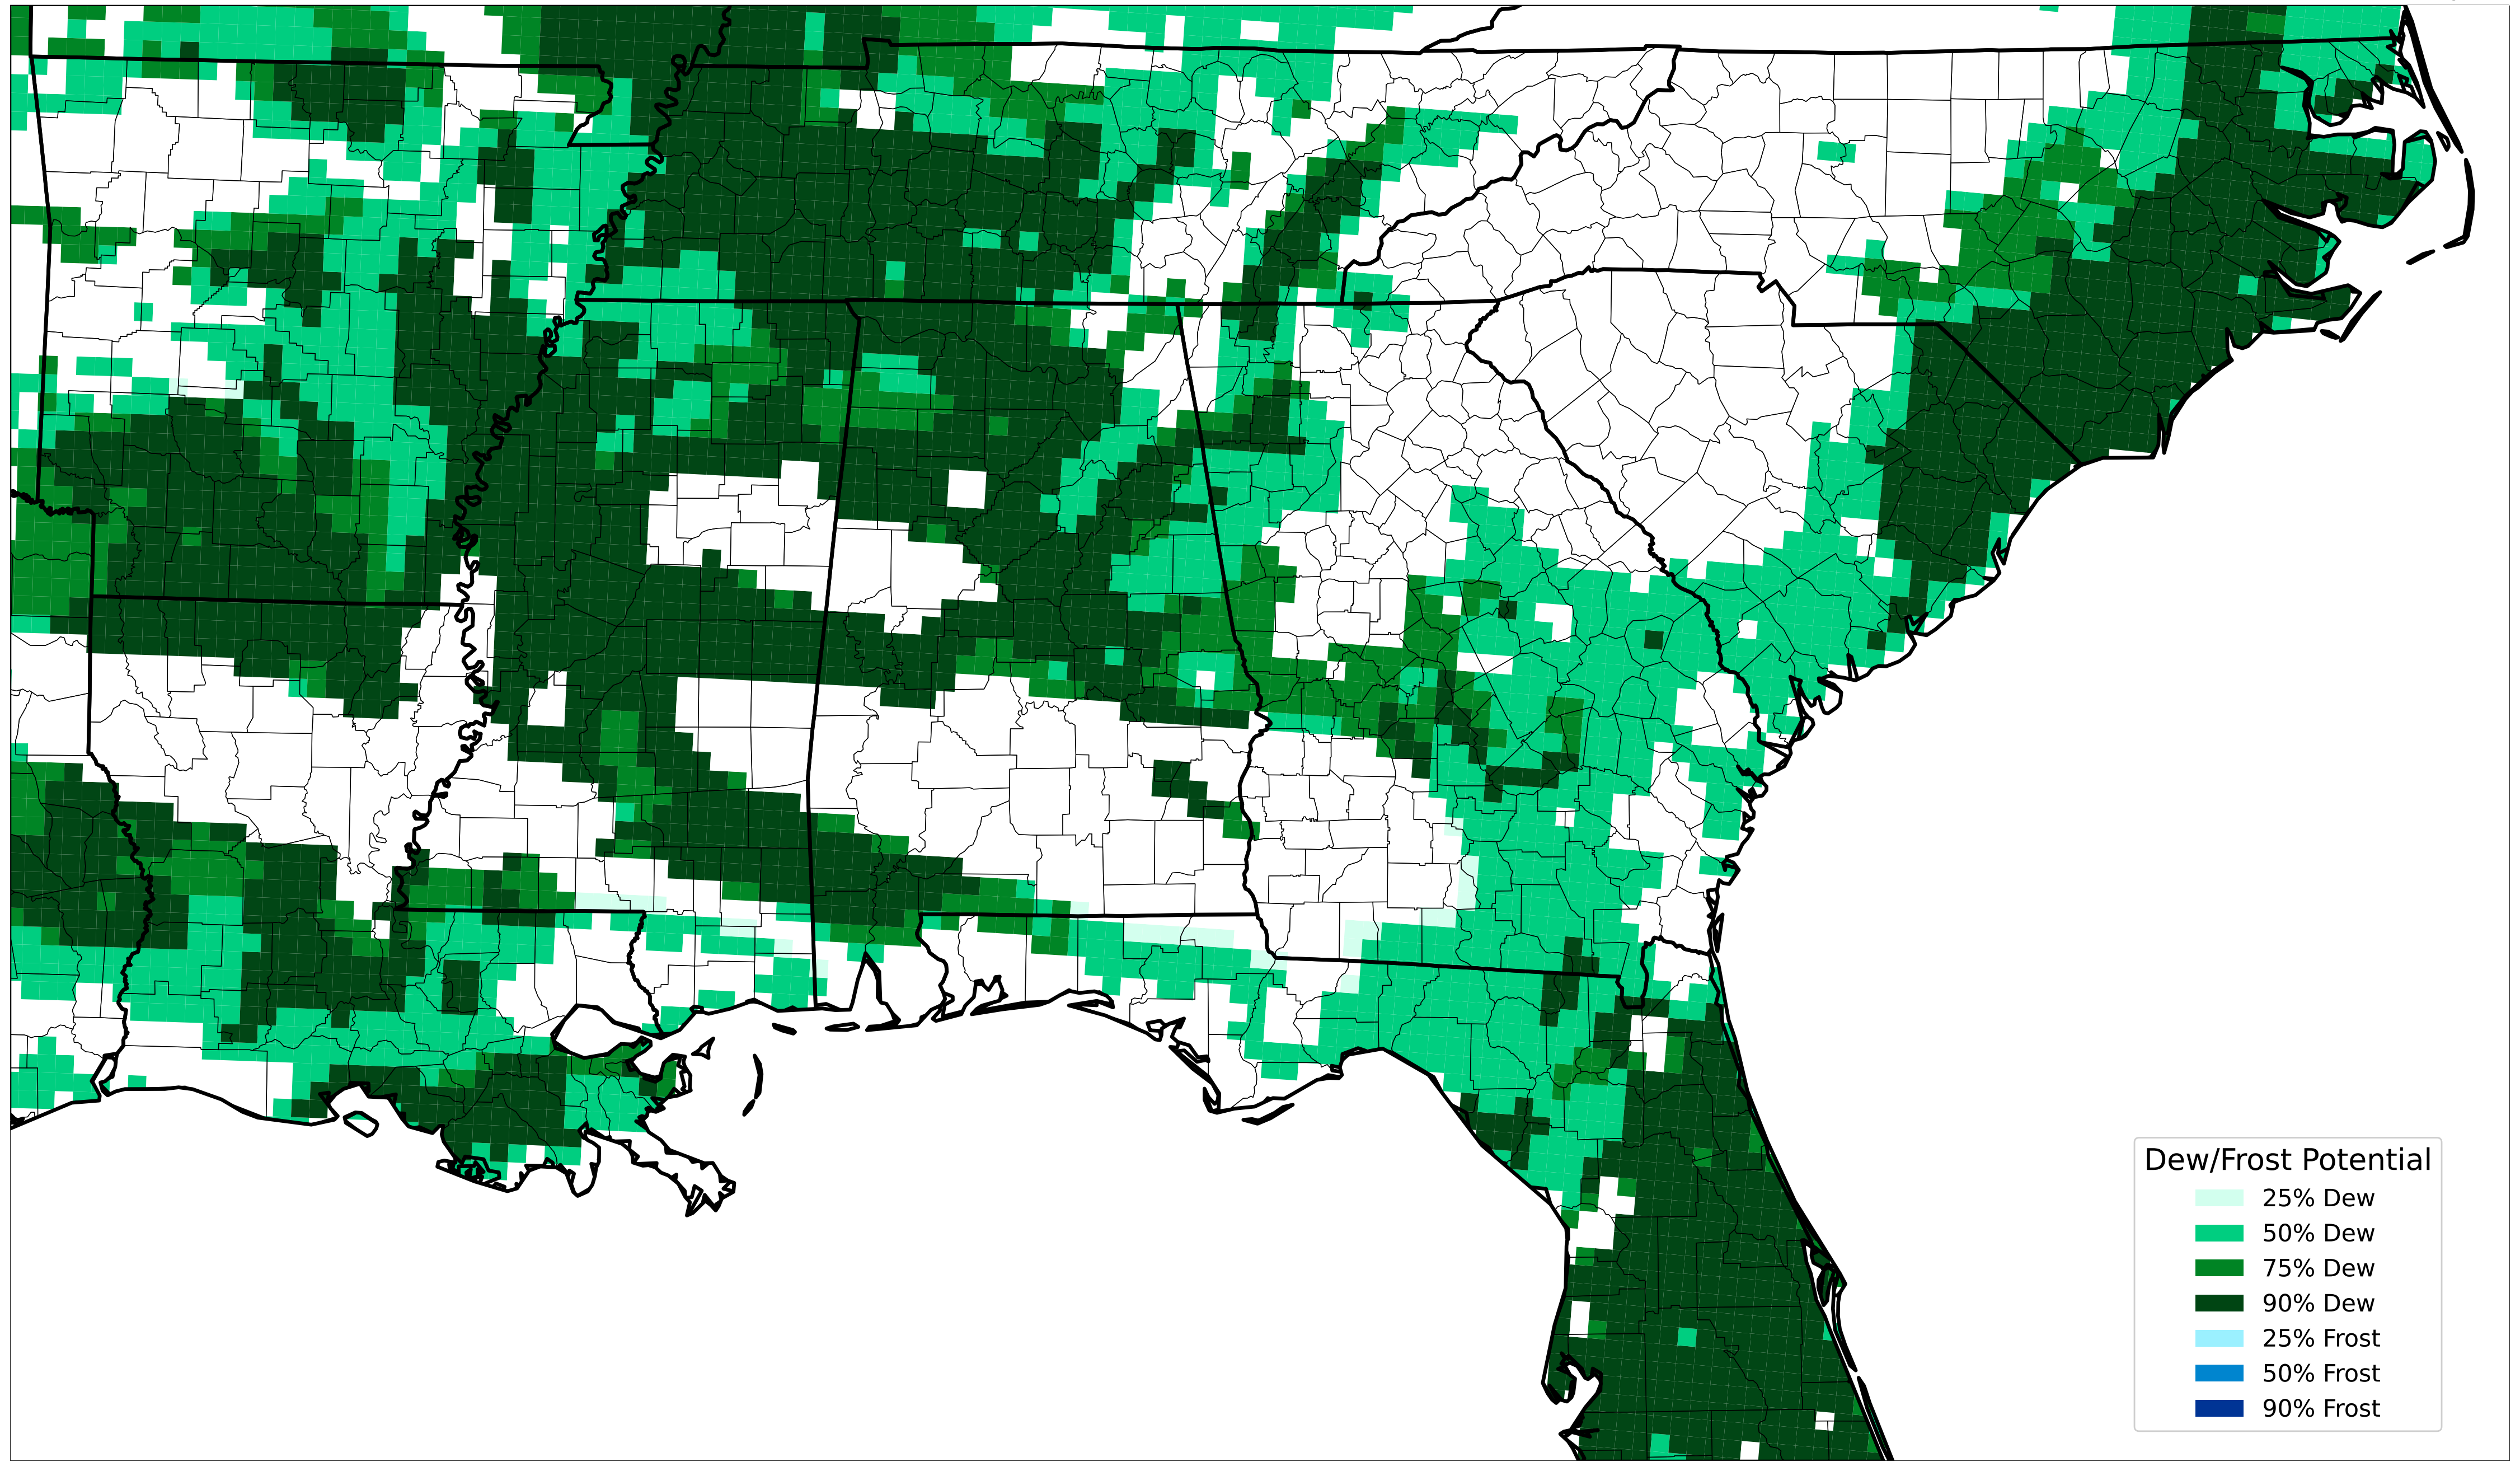 Dew/Frost Potential
25% Dew
50% Dew
75% Dew
90% Dew
25% Frost
50% Frost
90% Frost